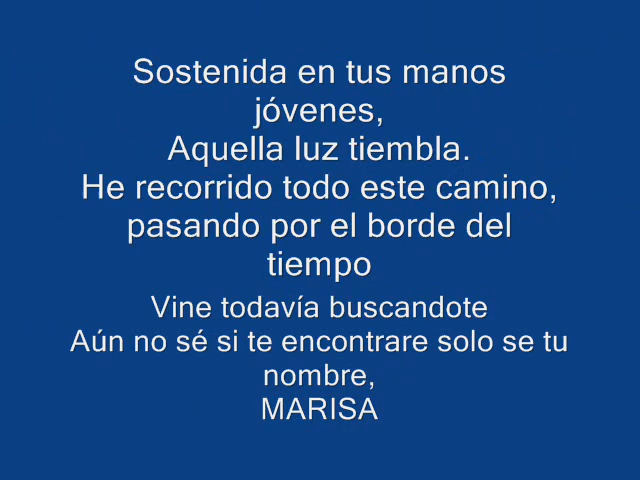 Sostenida en tus manos
jóvenes,
Aquella luz tiembla.
He recorrido todo este camino,
pasando por el borde del
tiempo
Vine todavía buscandote
Aún no sé si te encontrare solo se tu
nombre,
MARISA